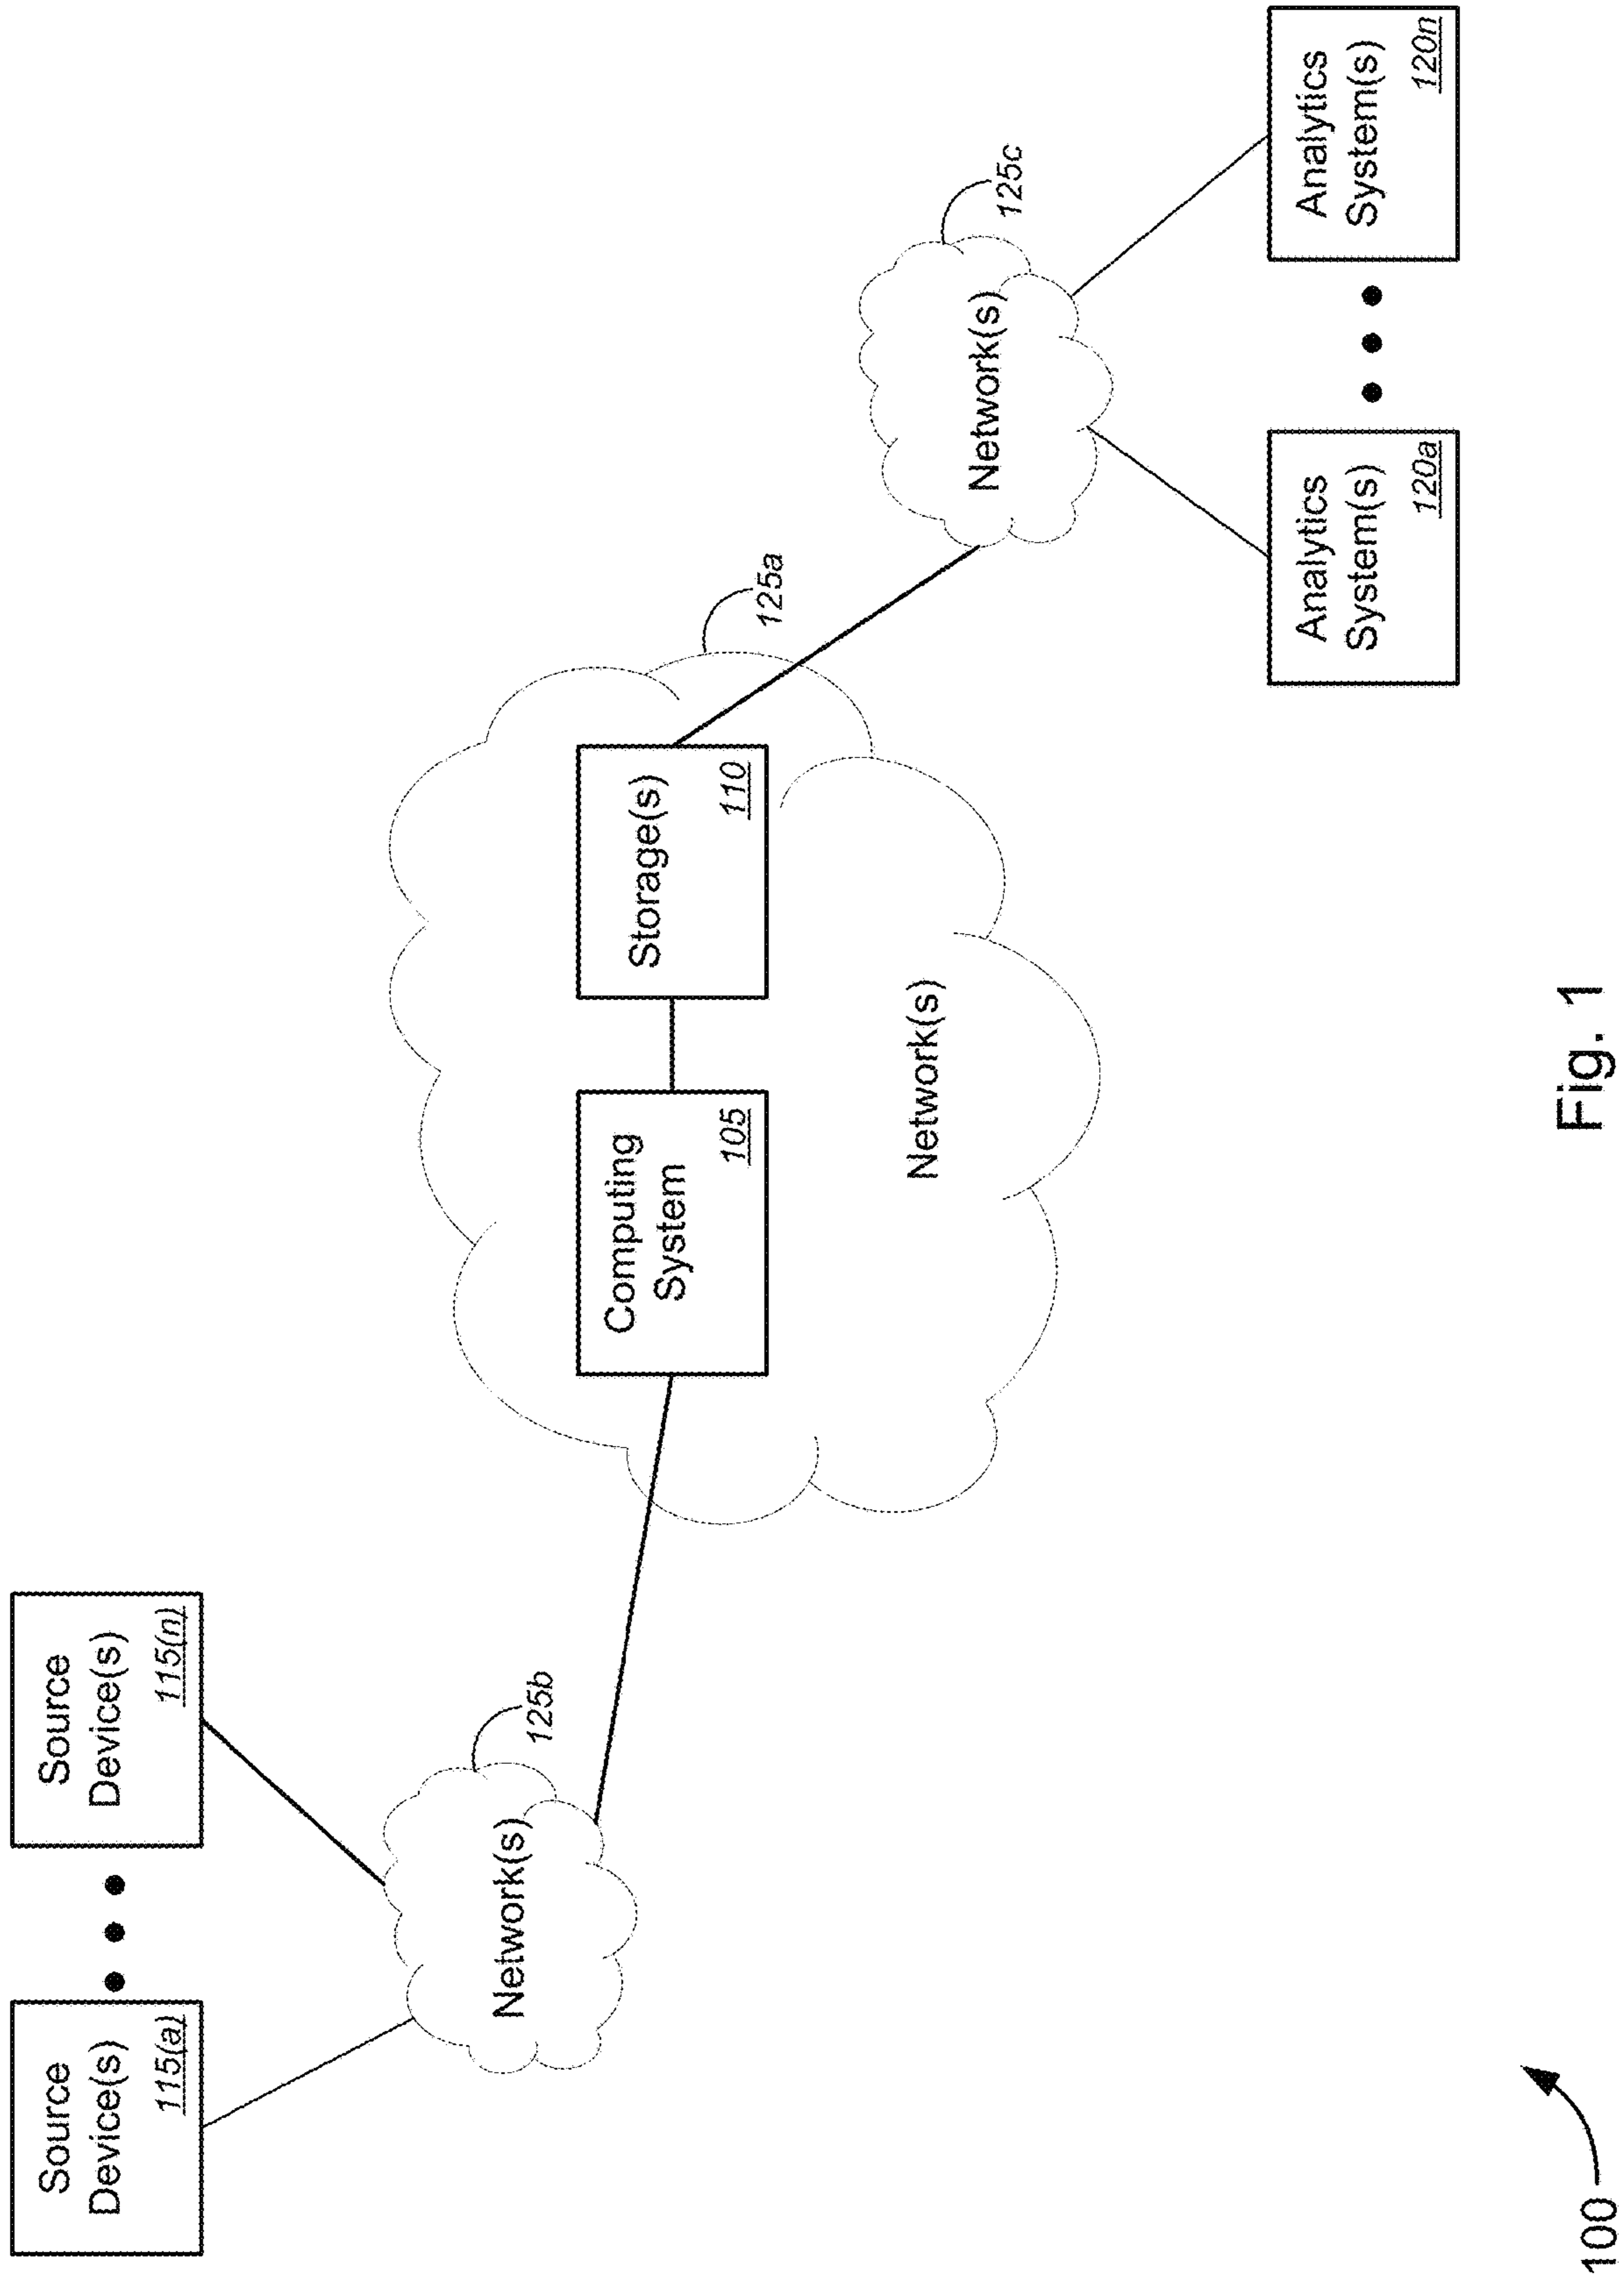 Source
Device(s)
115(a)
Source
Device(s)
115(n)
Network(s)
125b
Computing
System
105
Storage(s)
110
Network(s)
125a
Network(s)
125c
Analytics
System(s)
120a
Analytics
System(s)
120n
100
Fig. 1